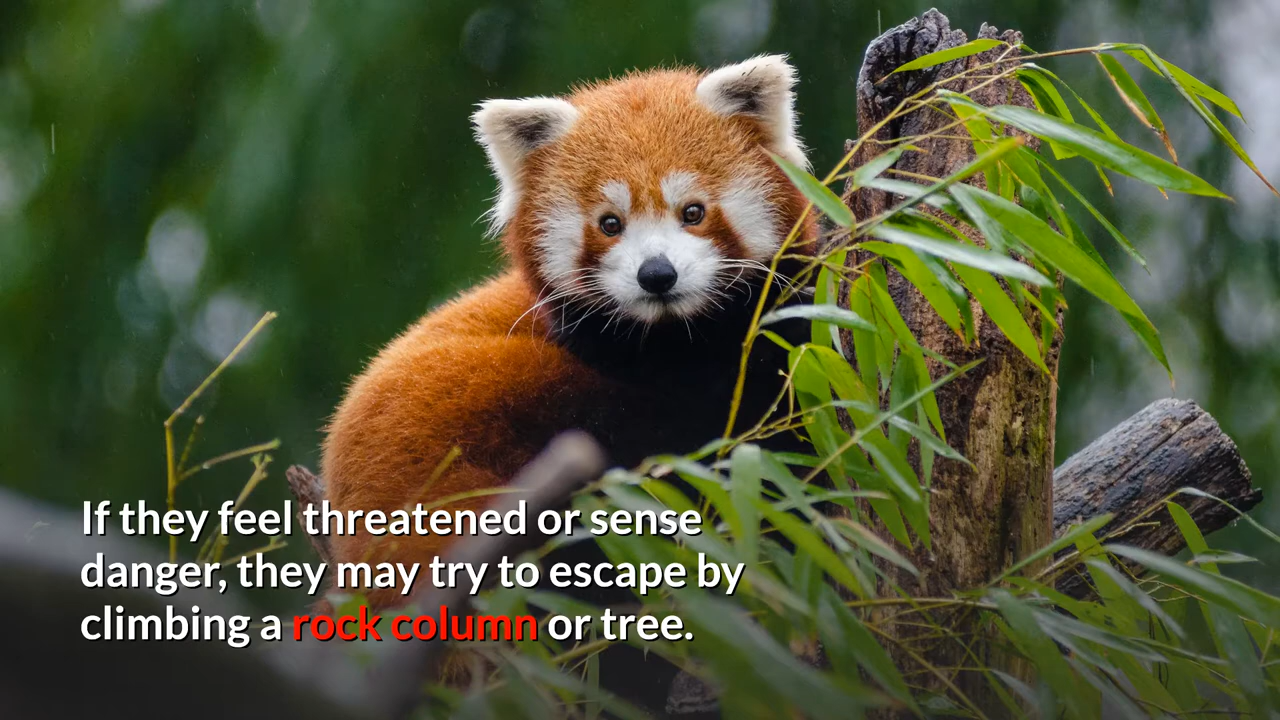 If they feel threatened or sense
danger, they may try to escape by
climbing a rock column or tree.